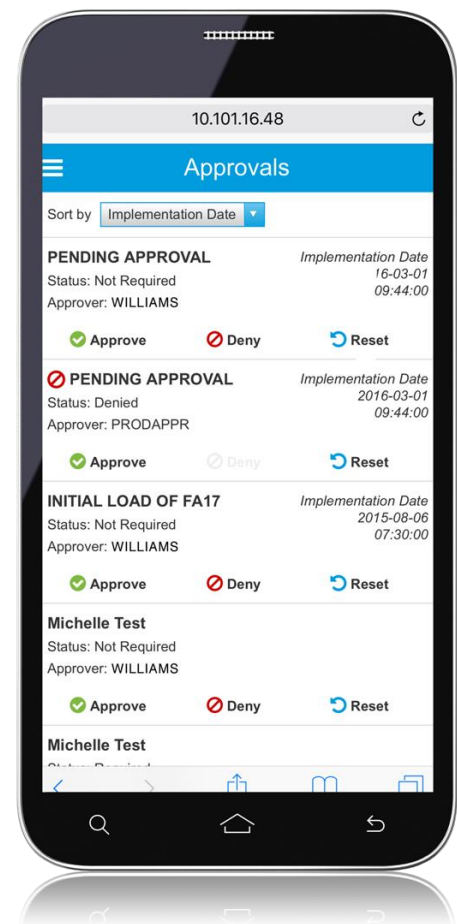 10.101.16.48
Approvals
Sort by Implementation Date
PENDING APPROVAL
Implementation Date
Status: Not Required
16-03-01
Approver: WILLIAMS
09:44:00
Approve Deny Reset
PENDING APPROVAL
Implementation Date
Status: Denied
2016-03-01
Approver: PRODAPPR
09:44:00
Approve Deny Reset
INITIAL LOAD OF FA17
Implementation Date
Status: Not Required
2015-08-06
Approver: WILLIAMS
07:30:00
Approve Deny Reset
Michelle Test
Status: Not Required
Approver: WILLIAMS
Approve Deny Reset
Michelle Test